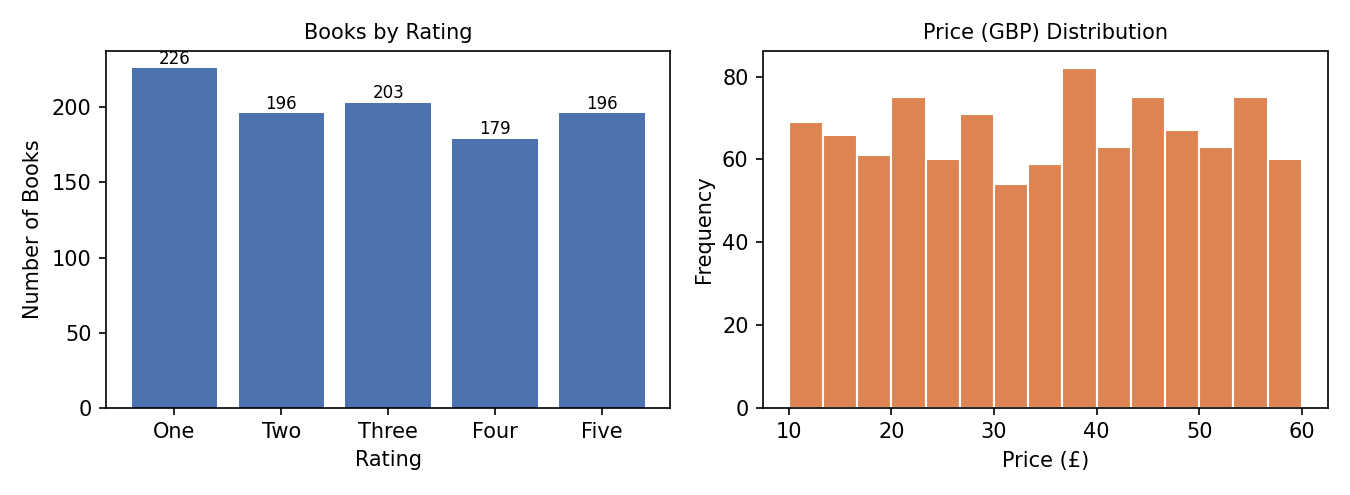 Books by Rating
226
196
203
179
196
200
150
100
50
0
Number of Books
One Two Three Four Five
Rating
Price (GBP) Distribution
80
60
40
20
0
Frequency
10 20 30 40 50 60
Price (£)